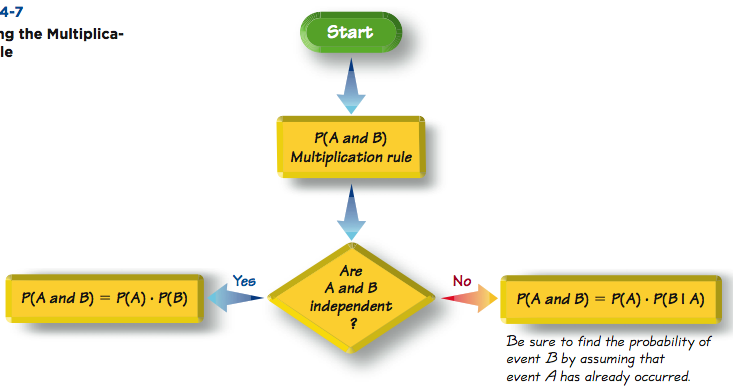 4-7
ng the Multiplica-
le
Start
P(A and B)
Multiplication rule
Are
A and B
independent
?
Yes
No
P(A and B) = P(A) · P(B)
P(A and B) = P(A) · P(B | A)
Be sure to find the probability of
event B by assuming that
event A has already occurred.